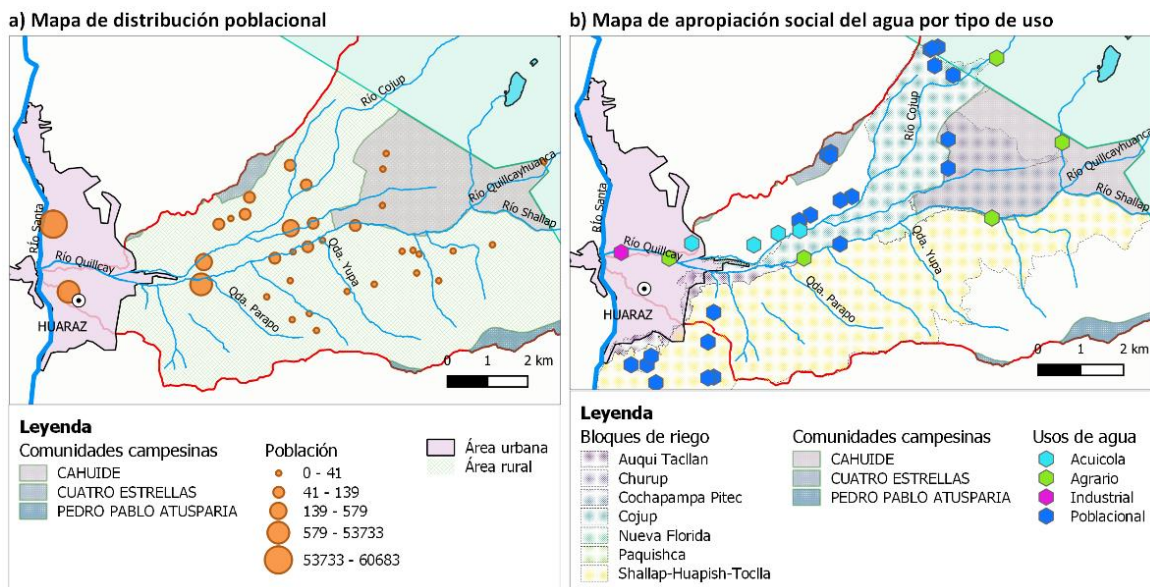 a) Mapa de distribución poblacional
Río Cojup
Río Quillcayhuanca
Río Shallap
Río Santa
Río Quillcay
Qda. Yupa
Qda. Parapo
HUARAZ
0 1 2 km
Leyenda
Comunidades campesinas
CAHUIDE
CUATRO ESTRELLAS
PEDRO PABLO ATUSPARIA
Población
0 - 41
41 - 139
139 - 579
579 - 53733
53733 - 60683
Área urbana
Área rural
b) Mapa de apropiación social del agua por tipo de uso
Río Cojup
Río Quillcayhuanca
Río Shallap
Río Santa
Río Quillcay
Qda. Yupa
Qda. Parapo
HUARAZ
0 1 2 km
Leyenda
Bloques de riego
Auqui Tacllan
Churup
Cochapampa Pitec
Cojup
Nueva Florida
Paquishca
Shallap-Huapish-Toclla
Comunidades campesinas
CAHUIDE
CUATRO ESTRELLAS
PEDRO PABLO ATUSPARIA
Usos de agua
Acuicola
Agrario
Industrial
Poblacional